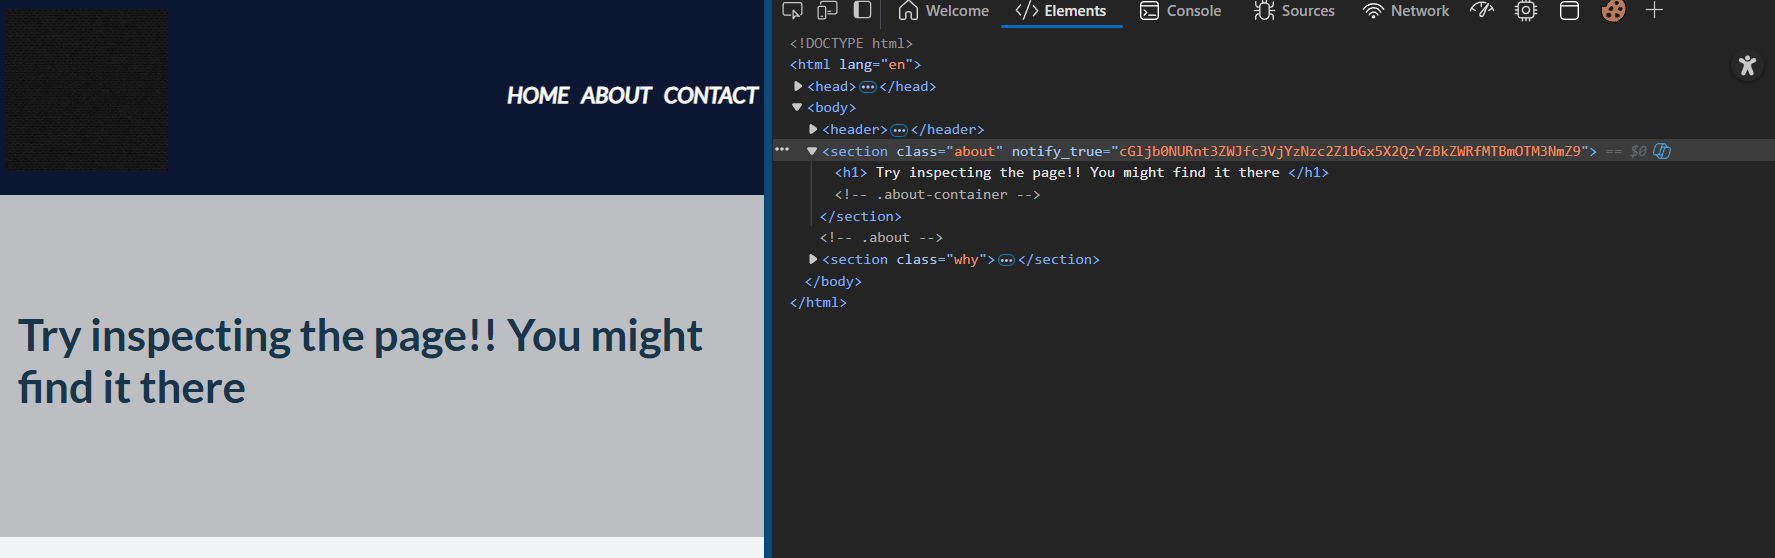 HOME ABOUT CONTACT
Try inspecting the page!! You might
find it there
Welcome Elements Console Sources Network
<!DOCTYPE html>
<html lang="en">
<head>•••</head>
<body>
<header>•••</header>
••• <section class="about" notify_true="cGljb0NURnt3ZWJfc3VjYzNzc2Z1bGx5X2QzYzBkZWRfMTBmOTM3NmZ9"> == $0
<h1> Try inspecting the page!! You might find it there </h1>
<!-- .about-container -->
</section>
<!-- .about -->
<section class="why">•••</section>
</body>
</html>